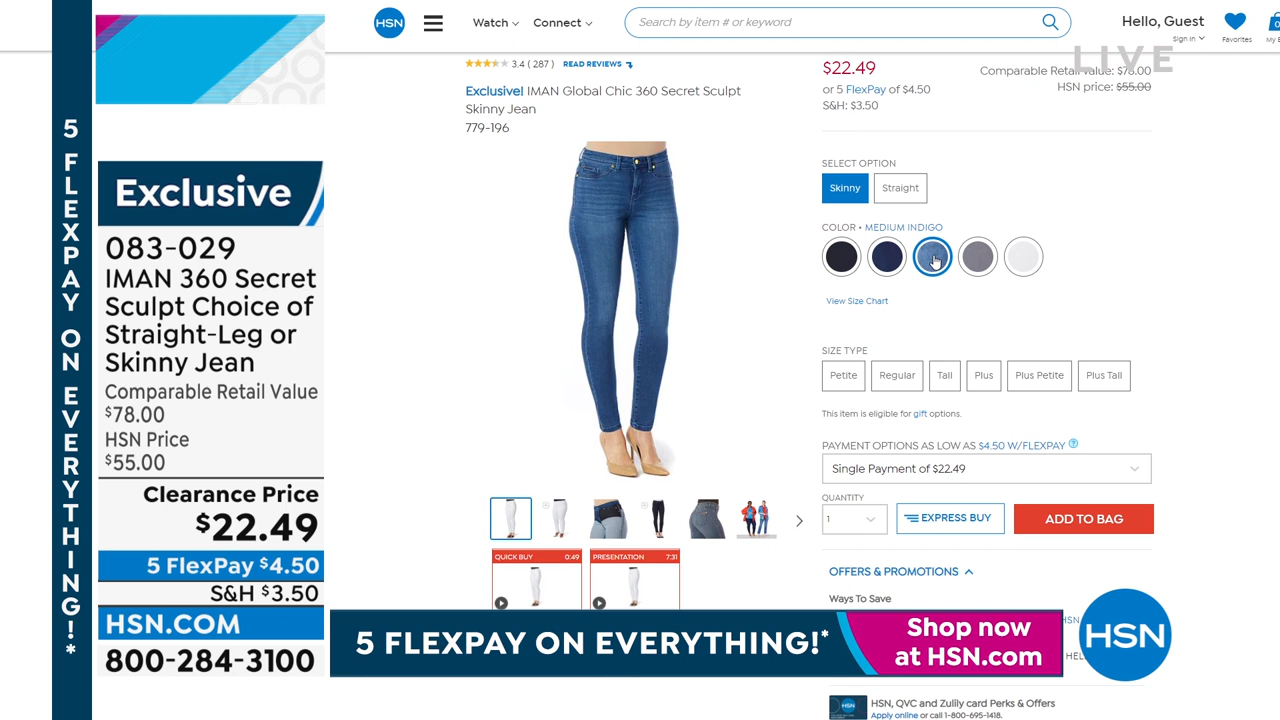 5 FLEXPAY ON EVERYTHING!*
Exclusive
083-029
IMAN 360 Secret
Sculpt Choice of
Straight-Leg or
Skinny Jean
Comparable Retail Value
$78.00
HSN Price
$55.00
Clearance Price
$22.49
5 FlexPay $4.50
S&H $3.50
HSN.COM
800-284-3100
HSN
Watch
Connect
Search by item # or keyword
Hello, Guest
Sign In
Favorites
My
LIVE
3.4 ( 287 )
READ REVIEWS
Exclusive! IMAN Global Chic 360 Secret Sculpt
Skinny Jean
779-196
QUICK BUY 0:49
PRESENTATION 7:31
$22.49
or 5 FlexPay of $4.50
S&H: $3.50
Comparable Retail Value: $78.00
HSN price: $55.00
SELECT OPTION
Skinny
Straight
COLOR • MEDIUM INDIGO
View Size Chart
SIZE TYPE
Petite
Regular
Tall
Plus
Plus Petite
Plus Tall
This item is eligible for gift options.
PAYMENT OPTIONS AS LOW AS $4.50 W/FLEXPAY ?
Single Payment of $22.49
QUANTITY
1
EXPRESS BUY
ADD TO BAG
OFFERS & PROMOTIONS
Ways To Save
5 FLEXPAY ON EVERYTHING!*
Shop now
at HSN.com
HSN
HSN
HSN, QVC and Zulily card Perks & Offers
Apply online or call 1-800-695-1418.